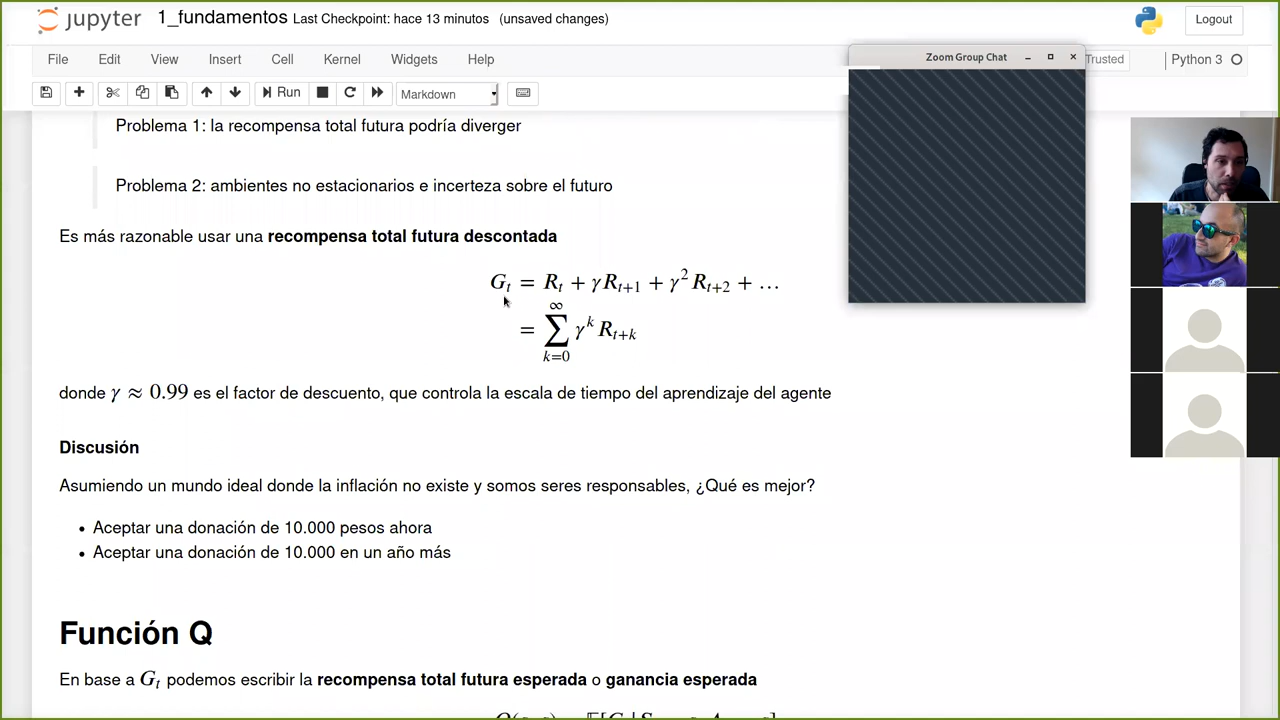 jupyter 1_fundamentos Last Checkpoint: hace 13 minutos (unsaved changes)
Logout
File Edit View Insert Cell Kernel Widgets Help
Trusted
Python 3
Run
Markdown
Zoom Group Chat
Problema 1: la recompensa total futura podría diverger
Problema 2: ambientes no estacionarios e incerteza sobre el futuro
Es más razonable usar una recompensa total futura descontada
G_t = R_t + γR_{t+1} + γ^2 R_{t+2} + …
= ∑_{k=0}^{∞} γ^k R_{t+k}
donde γ ≈ 0.99 es el factor de descuento, que controla la escala de tiempo del aprendizaje del agente
Discusión
Asumiendo un mundo ideal donde la inflación no existe y somos seres responsables, ¿Qué es mejor?
• Aceptar una donación de 10.000 pesos ahora
• Aceptar una donación de 10.000 en un año más
Función Q
En base a G_t podemos escribir la recompensa total futura esperada o ganancia esperada